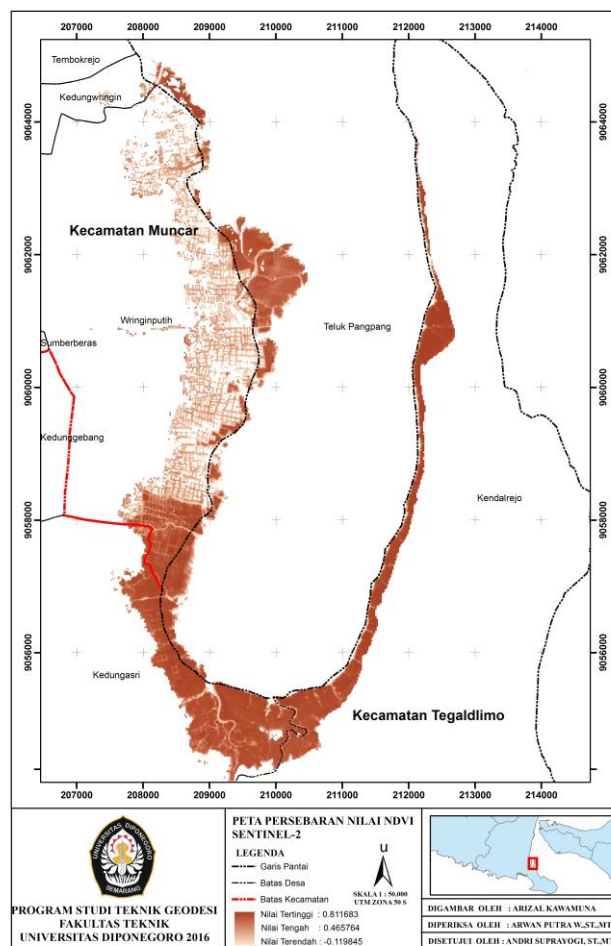 207000 208000 209000 210000 211000 212000 213000 214000
Tembokrejo
Kedungwringin
9064000
9064000
Kecamatan Muncar
9062000
9062000
Wringinputih
Teluk Pangpang
Sumberberas
9060000
9060000
Kedunggebang
Kendalrejo
9058000
9058000
9056000
9056000
Kedungasri
Kecamatan Tegaldlimo
207000 208000 209000 210000 211000 212000 213000 214000
UNIVERSITAS DIPONEGORO
SEMARANG
PROGRAM STUDI TEKNIK GEODESI
FAKULTAS TEKNIK
UNIVERSITAS DIPONEGORO 2016
PETA PERSEBARAN NILAI NDVI
SENTINEL-2
LEGENDA
Garis Pantai
Batas Desa
Batas Kecamatan
Nilai Tertinggi : 0.811683
Nilai Tengah : 0.465764
Nilai Terendah : -0.119845
U
SKALA 1 : 50.000
UTM ZONA 50 S
DIGAMBAR OLEH : ARIZAL KAWAMUNA
DIPERIKSA OLEH : ARWAN PUTRA W.,ST.,MT
DISETUJUI OLEH : ANDRI SUPRAYOGI, ST.